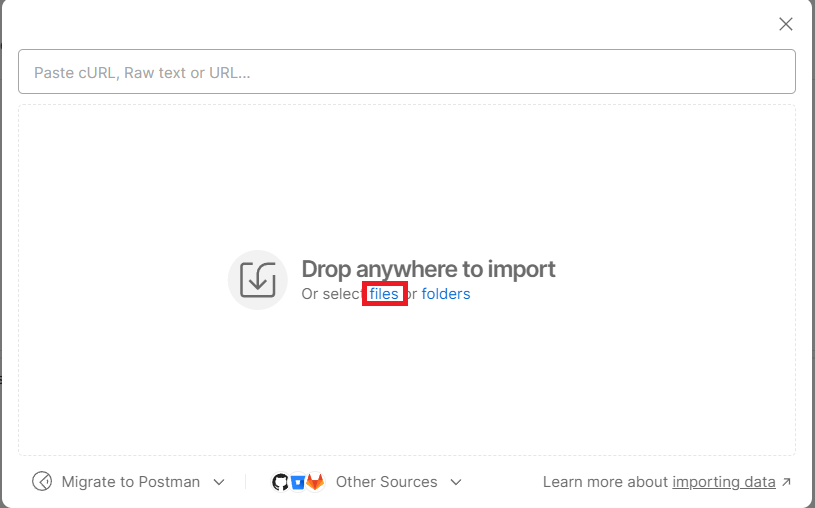 Paste cURL, Raw text or URL...
Drop anywhere to import
Or select files or folders
Migrate to Postman
Other Sources
Learn more about importing data